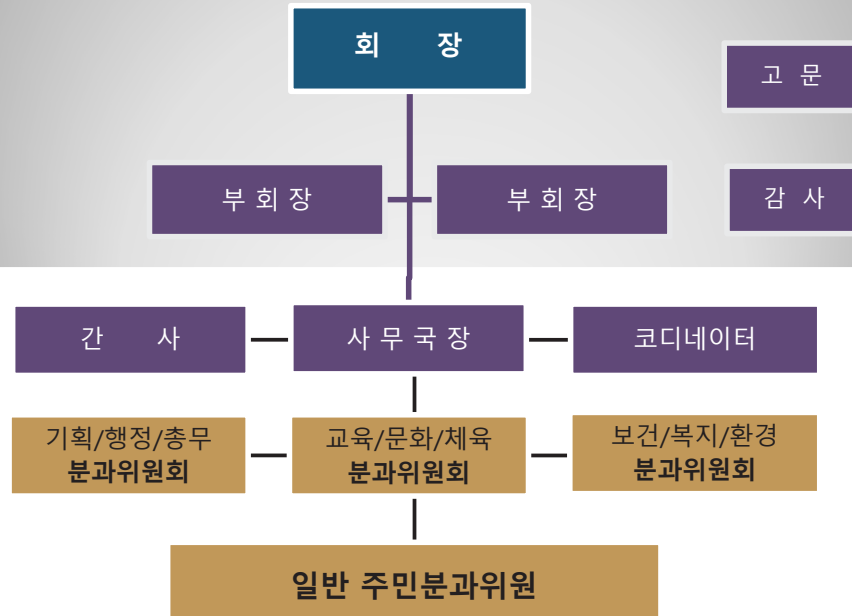 회 장
고 문
부 회 장
부 회 장
감 사
간 사
사 무 국 장
코디네이터
기획/행정/총무
분과위원회
교육/문화/체육
분과위원회
보건/복지/환경
분과위원회
일반 주민분과위원